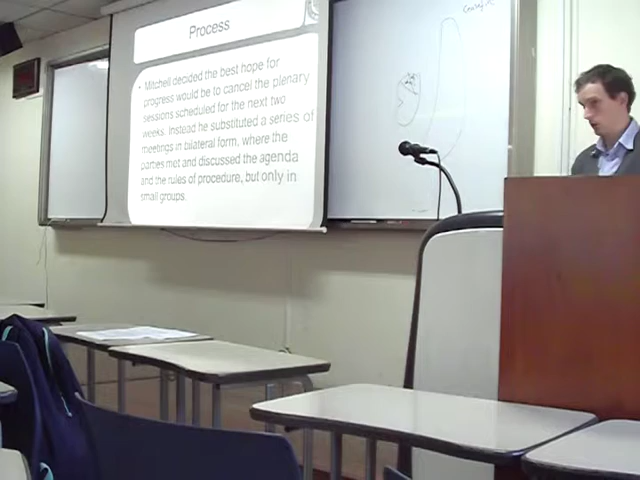 Process
• Mitchell decided the best hope for
progress would be to cancel the plenary
sessions scheduled for the next two
weeks. Instead he substituted a series of
meetings in bilateral form, where the
parties met and discussed the agenda
and the rules of procedure, but only in
small groups.